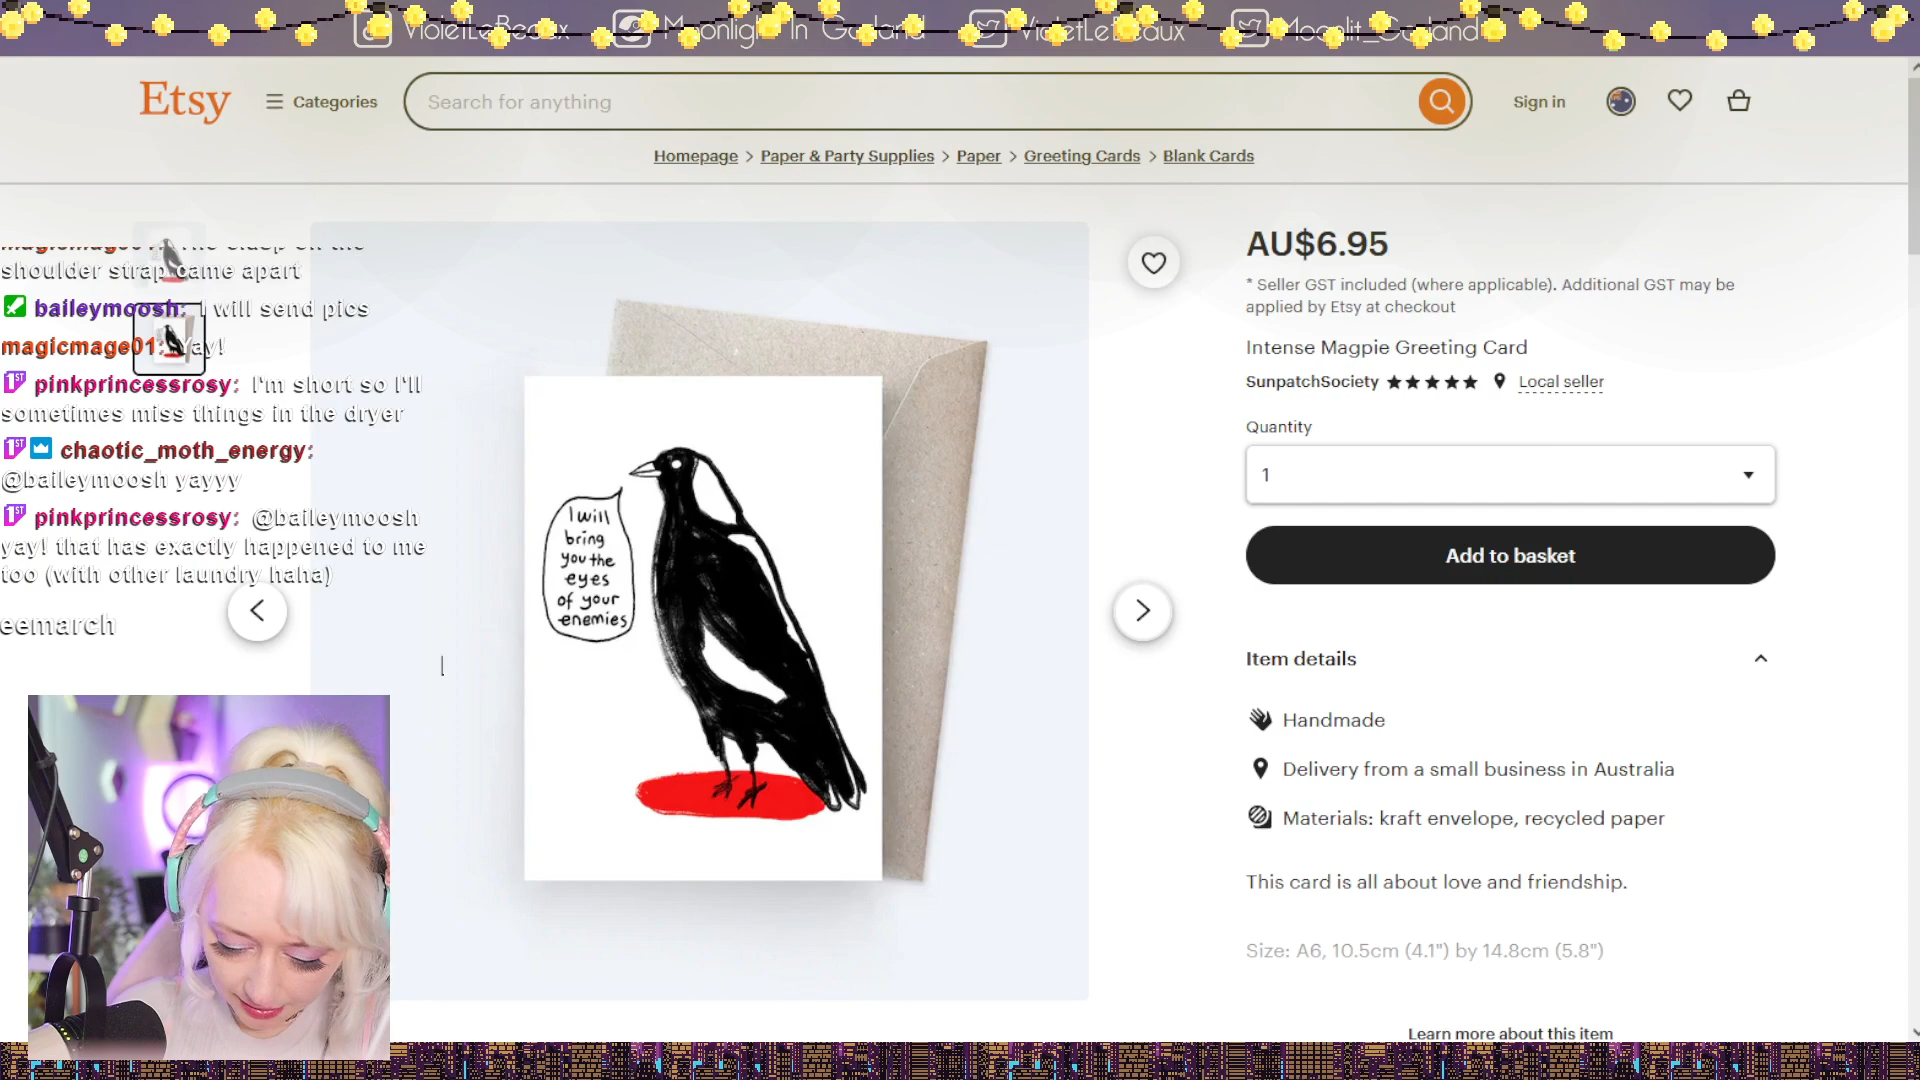 VioletLeBeaux
Moonlight In Garland
VioletLeBeaux
Moonlit_Garland
Etsy
Categories
Search for anything
Sign in
Homepage > Paper & Party Supplies > Paper > Greeting Cards > Blank Cards
shoulder strap came apart
baileymoosh: I will send pics
magicmage01: Yay!
pinkprincessrosy: I'm short so I'll
sometimes miss things in the dryer
chaotic_moth_energy:
@baileymoosh yayyy
pinkprincessrosy: @baileymoosh
yay! that has exactly happened to me
too (with other laundry haha)
eemarch
I will
bring
you the
eyes
of your
enemies
AU$6.95
* Seller GST included (where applicable). Additional GST may be
applied by Etsy at checkout
Intense Magpie Greeting Card
SunpatchSociety ★★★★★ Local seller
Quantity
1
Add to basket
Item details
Handmade
Delivery from a small business in Australia
Materials: kraft envelope, recycled paper
This card is all about love and friendship.
Size: A6, 10.5cm (4.1") by 14.8cm (5.8")
Learn more about this item